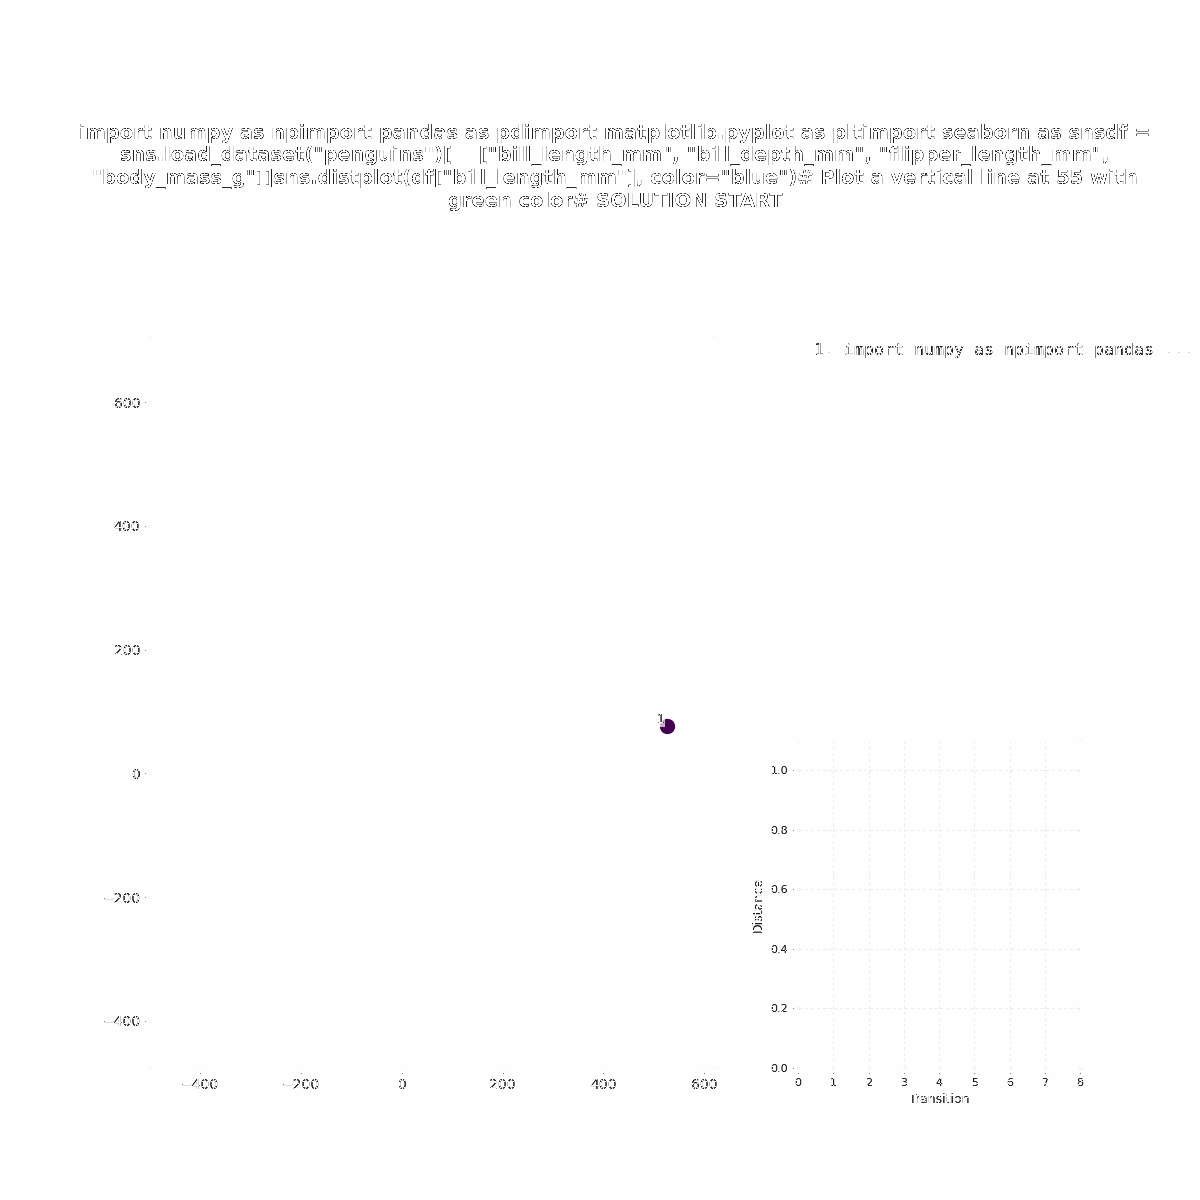 import numpy as npimport pandas as pdimport matplotlib.pyplot as pltimport seaborn as snsdf =
sns.load_dataset("penguins")[    ["bill_length_mm", "bill_depth_mm", "flipper_length_mm",
"body_mass_g"]]sns.distplot(df["bill_length_mm"], color="blue")# Plot a vertical line at 55 with
green color# SOLUTION START
1. import numpy as npimport pandas ...
600
400
200
0
−200
−400
−400 −200 0 200 400 600
1
1.0
0.8
0.6
0.4
0.2
0.0
Distance
0 1 2 3 4 5 6 7 8
Transition